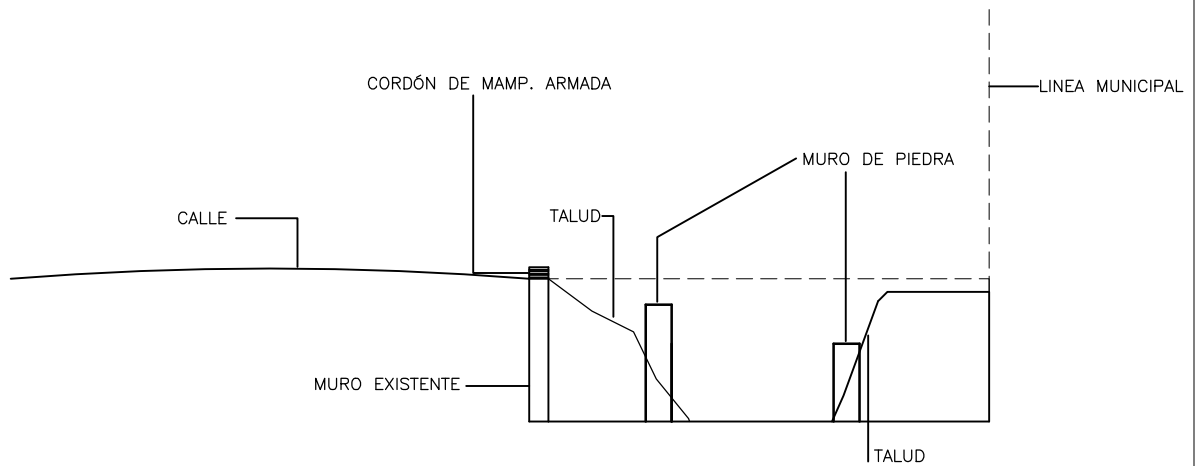 CORDÓN DE MAMP. ARMADA
LINEA MUNICIPAL
MURO DE PIEDRA
CALLE
TALUD
MURO EXISTENTE
TALUD